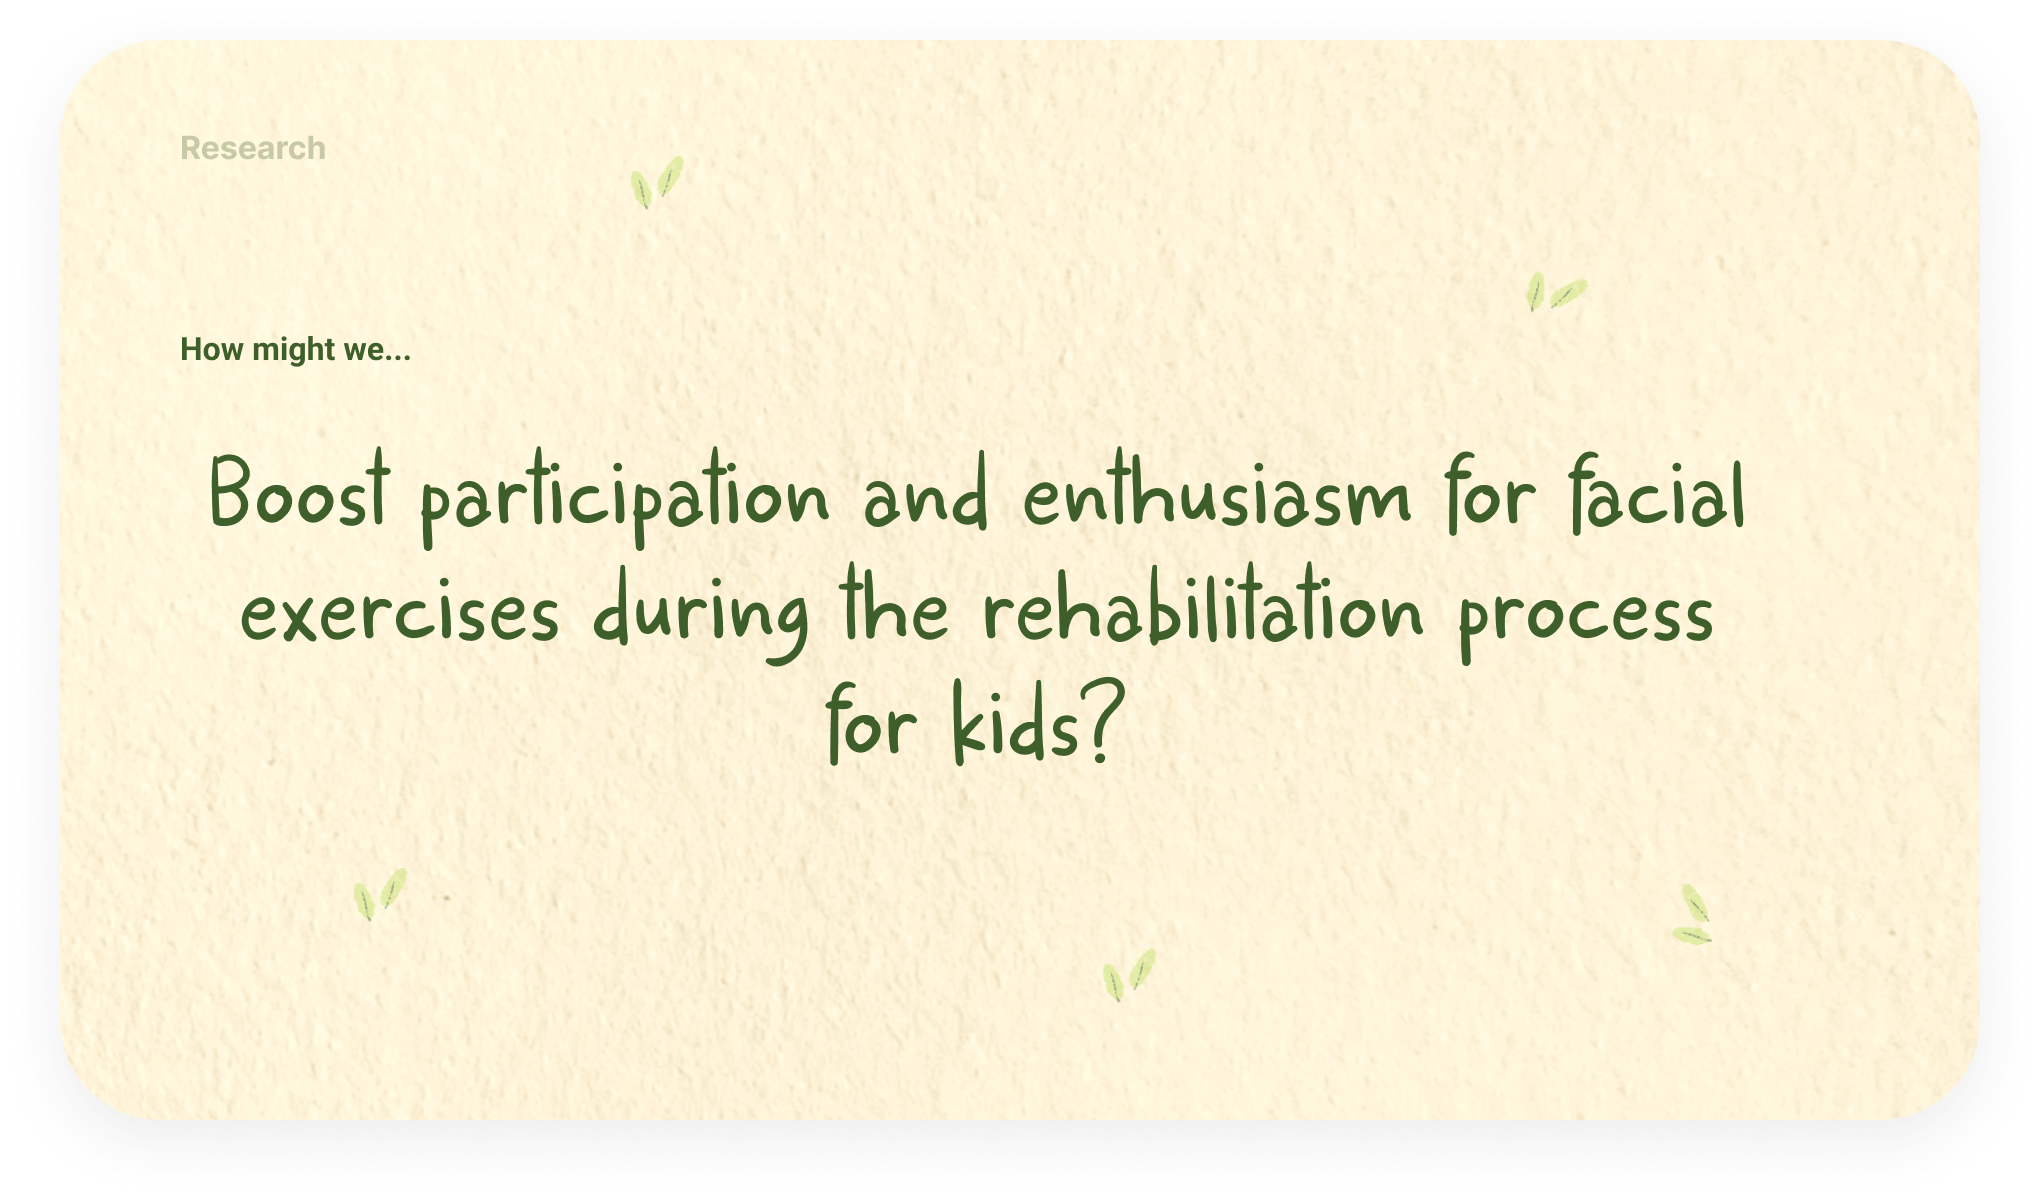 Research
How might we...
Boost participation and enthusiasm for facial
exercises during the rehabilitation process
for kids?